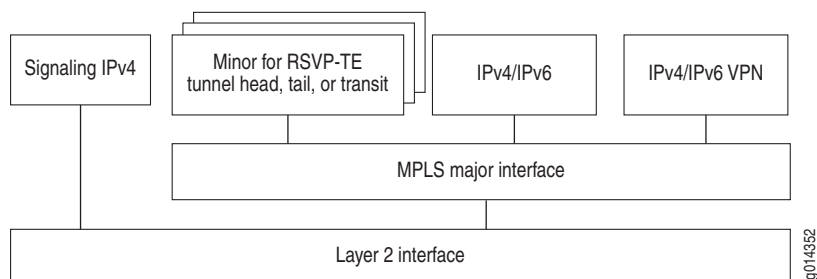 Signaling IPv4
Minor for RSVP-TE
tunnel head, tail, or transit
IPv4/IPv6
IPv4/IPv6 VPN
MPLS major interface
Layer 2 interface
g014352